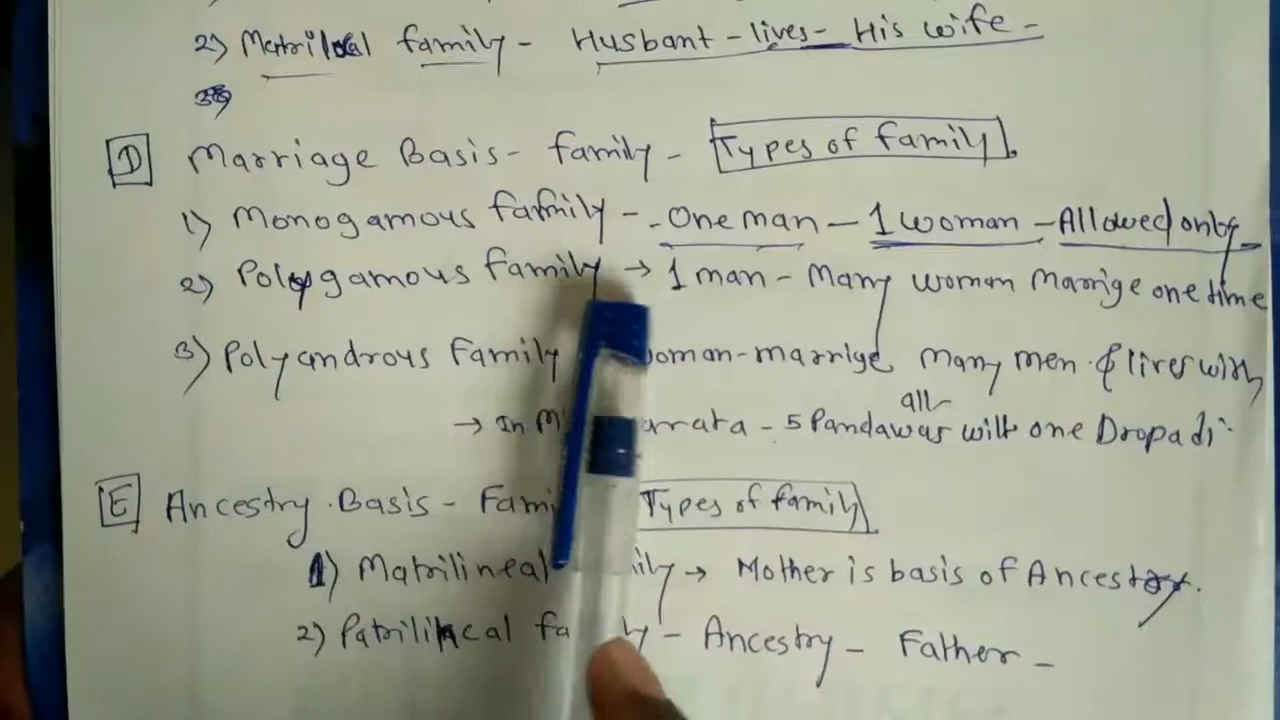 2) Matrilocal family - Husbant - lives - His wife -
D Marriage Basis - family - Types of family.
1) Monogamous family - - One man - 1 woman - Allowed only
2) Polygamous family → 1 man - Many woman Marrige one time
3) Polyandrous Family woman - marrige many men & lives with
all
→ In M arrata - 5 Pandawas with one Dropadi
E Ancestry Basis - Fami Types of family
1) Matrilineal ily → Mother is basis of Ancestry.
2) Patrilineal fa y - Ancestry - Father -